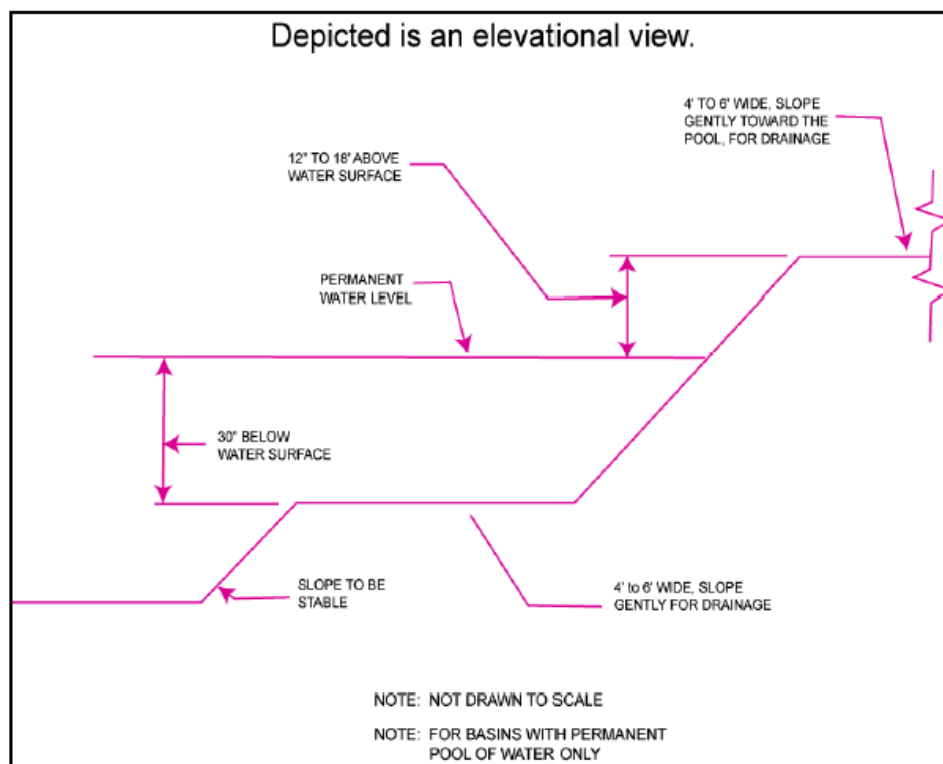 Depicted is an elevational view.
4' TO 6' WIDE, SLOPE
GENTLY TOWARD THE
POOL, FOR DRAINAGE
12" TO 18' ABOVE
WATER SURFACE
PERMANENT
WATER LEVEL
30" BELOW
WATER SURFACE
SLOPE TO BE
STABLE
4' to 6' WIDE, SLOPE
GENTLY FOR DRAINAGE
NOTE: NOT DRAWN TO SCALE
NOTE: FOR BASINS WITH PERMANENT
POOL OF WATER ONLY